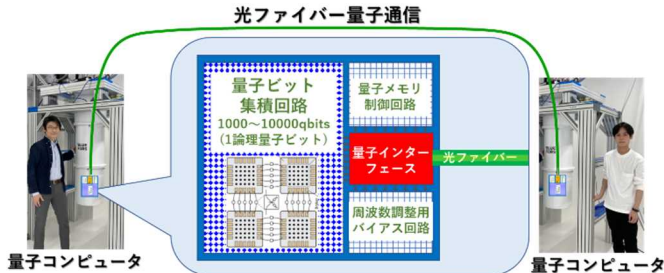 光ファイバー量子通信
量子ビット
集積回路
1000～10000qbits
(1論理量子ビット)
量子メモリ
制御回路
量子インター
フェース
光ファイバー
周波数調整用
バイアス回路
量子コンピュータ
量子コンピュータ